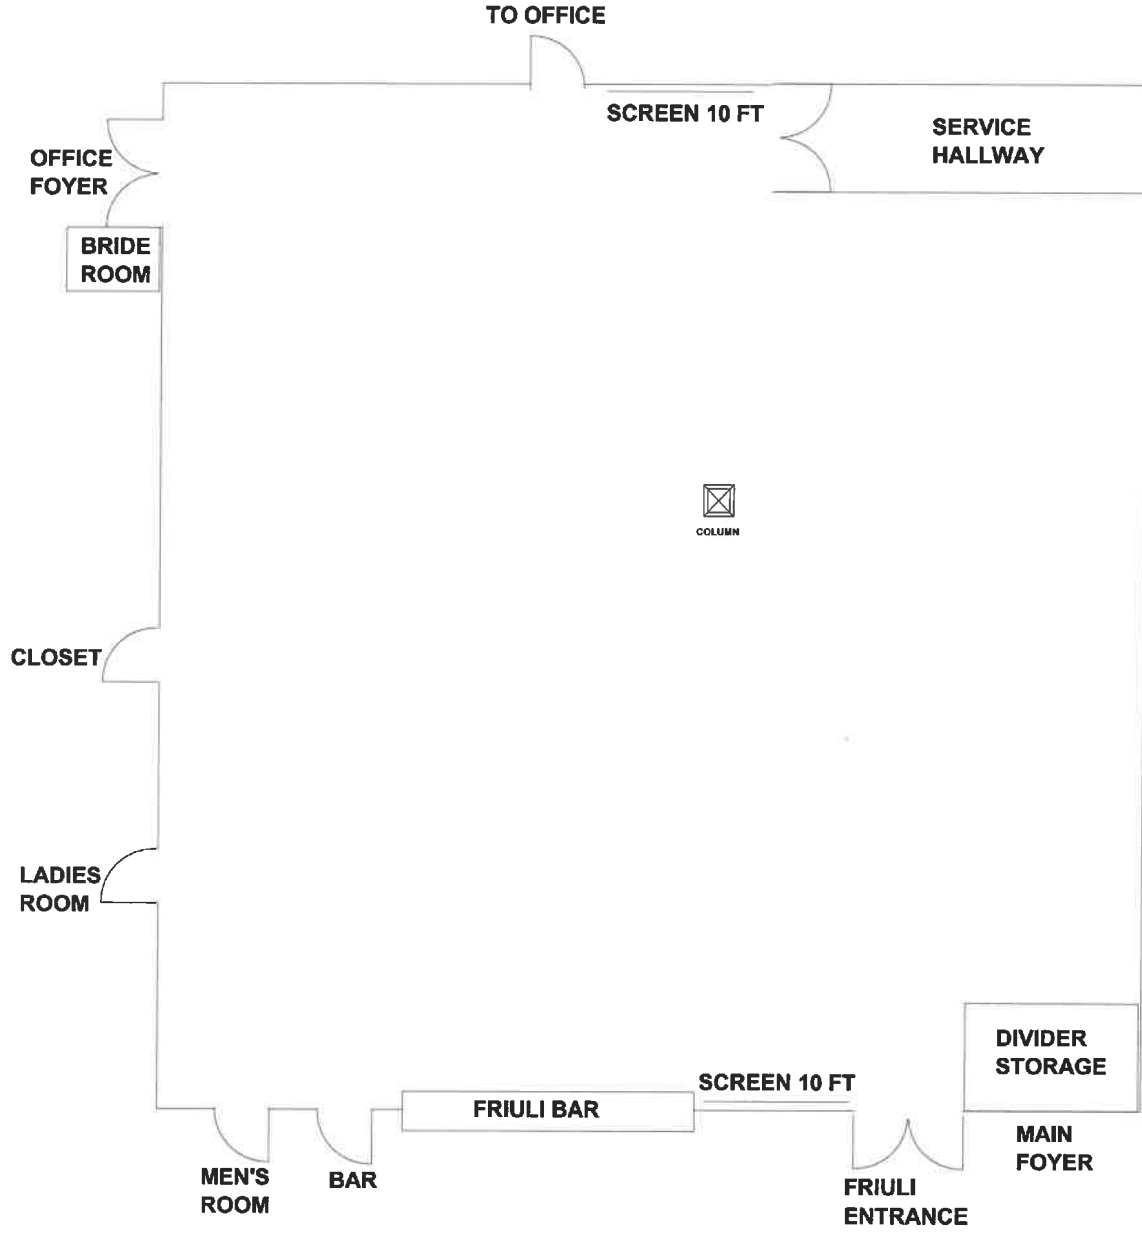 TO OFFICE
SCREEN 10 FT
SERVICE
HALLWAY
OFFICE
FOYER
BRIDE
ROOM
COLUMN
CLOSET
LADIES
ROOM
DIVIDER
STORAGE
SCREEN 10 FT
FRIULI BAR
MAIN
FOYER
MEN'S
ROOM
BAR
FRIULI
ENTRANCE